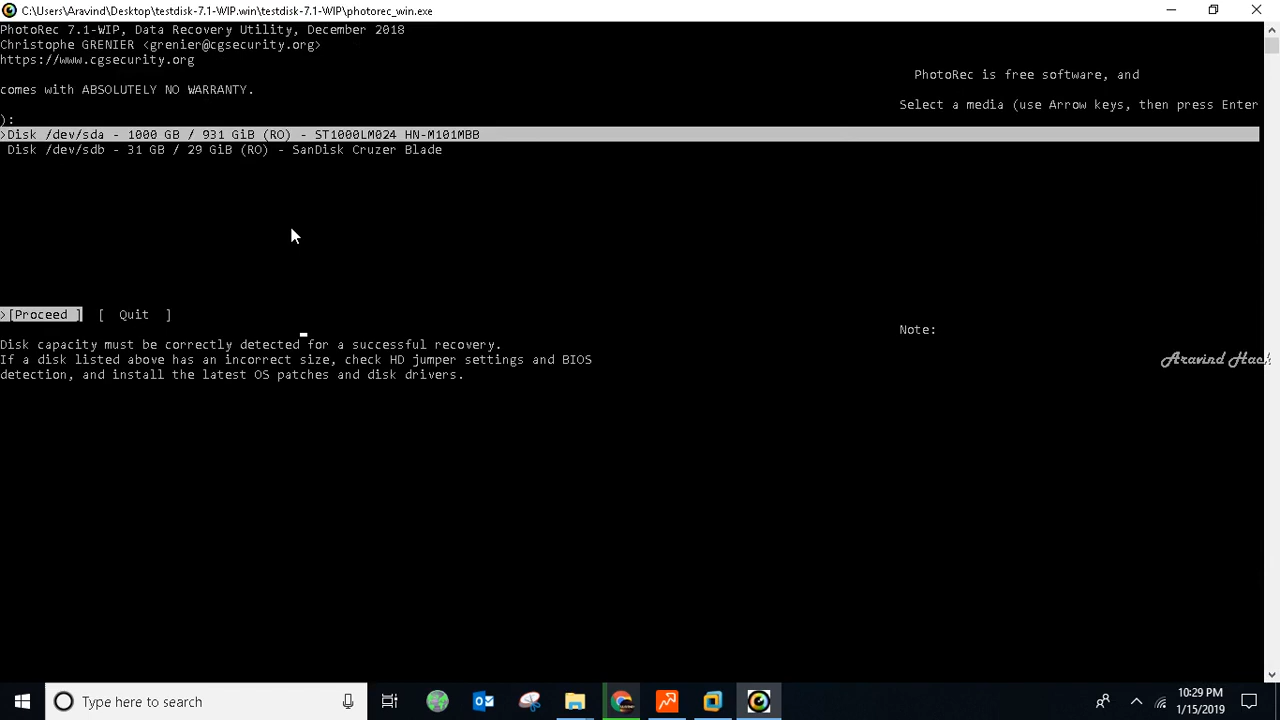 C:\Users\Aravind\Desktop\testdisk-7.1-WIP.win\testdisk-7.1-WIP\photorec_win.exe
PhotoRec 7.1-WIP, Data Recovery Utility, December 2018
Christophe GRENIER <grenier@cgsecurity.org>
https://www.cgsecurity.org
PhotoRec is free software, and
comes with ABSOLUTELY NO WARRANTY.
Select a media (use Arrow keys, then press Enter
):
>Disk /dev/sda - 1000 GB / 931 GiB (RO) - ST1000LM024 HN-M101MBB
Disk /dev/sdb - 31 GB / 29 GiB (RO) - SanDisk Cruzer Blade
>[Proceed ] [ Quit ]
Note:
Disk capacity must be correctly detected for a successful recovery.
If a disk listed above has an incorrect size, check HD jumper settings and BIOS
detection, and install the latest OS patches and disk drivers.
Aravind Hack
Type here to search
10:29 PM
1/15/2019